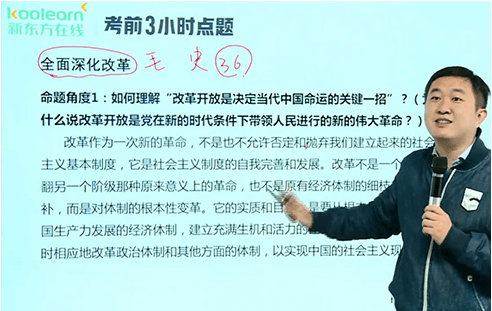 koolearn
新东方在线
考前3小时点题
全面深化改革 毛 史 36
命题角度1：如何理解“改革开放是决定当代中国命运的关键一招”？（
什么说改革开放是党在新的时代条件下带领人民进行的新的伟大革命？）
改革作为一次新的革命，不是也不允许否定和抛弃我们建立起来的社会
主义基本制度，它是社会主义制度的自我完善和发展。改革不是一个
翻另一个阶级那种原来意义上的革命，也不是原有经济体制的细枝
补，而是对体制的根本性变革。它的实质和目 是要从根
国生产力发展的经济体制，建立充满生机和活力的
时相应地改革政治体制和其他方面的体制，以实现中国的社会主义现